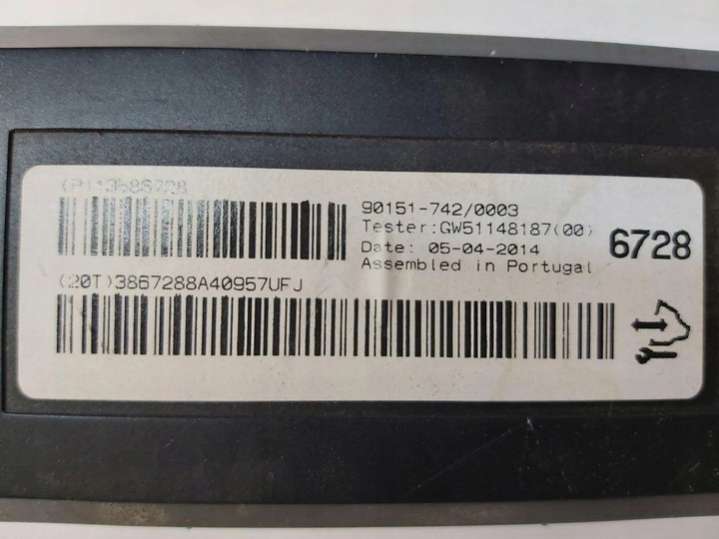 90151-742/0003
Tester:GW51148187(00)
Date: 05-04-2014
Assembled in Portugal
6728
(20T)3867288A40957UFJ